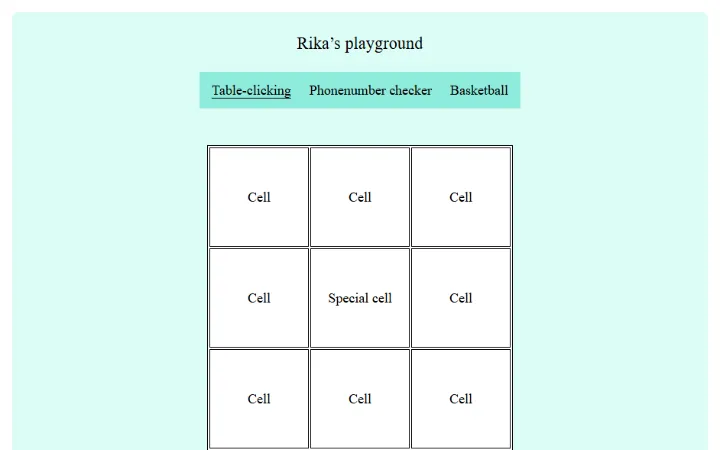 Rika’s playground
Table-clicking Phonenumber checker Basketball
Cell Cell Cell
Cell Special cell Cell
Cell Cell Cell